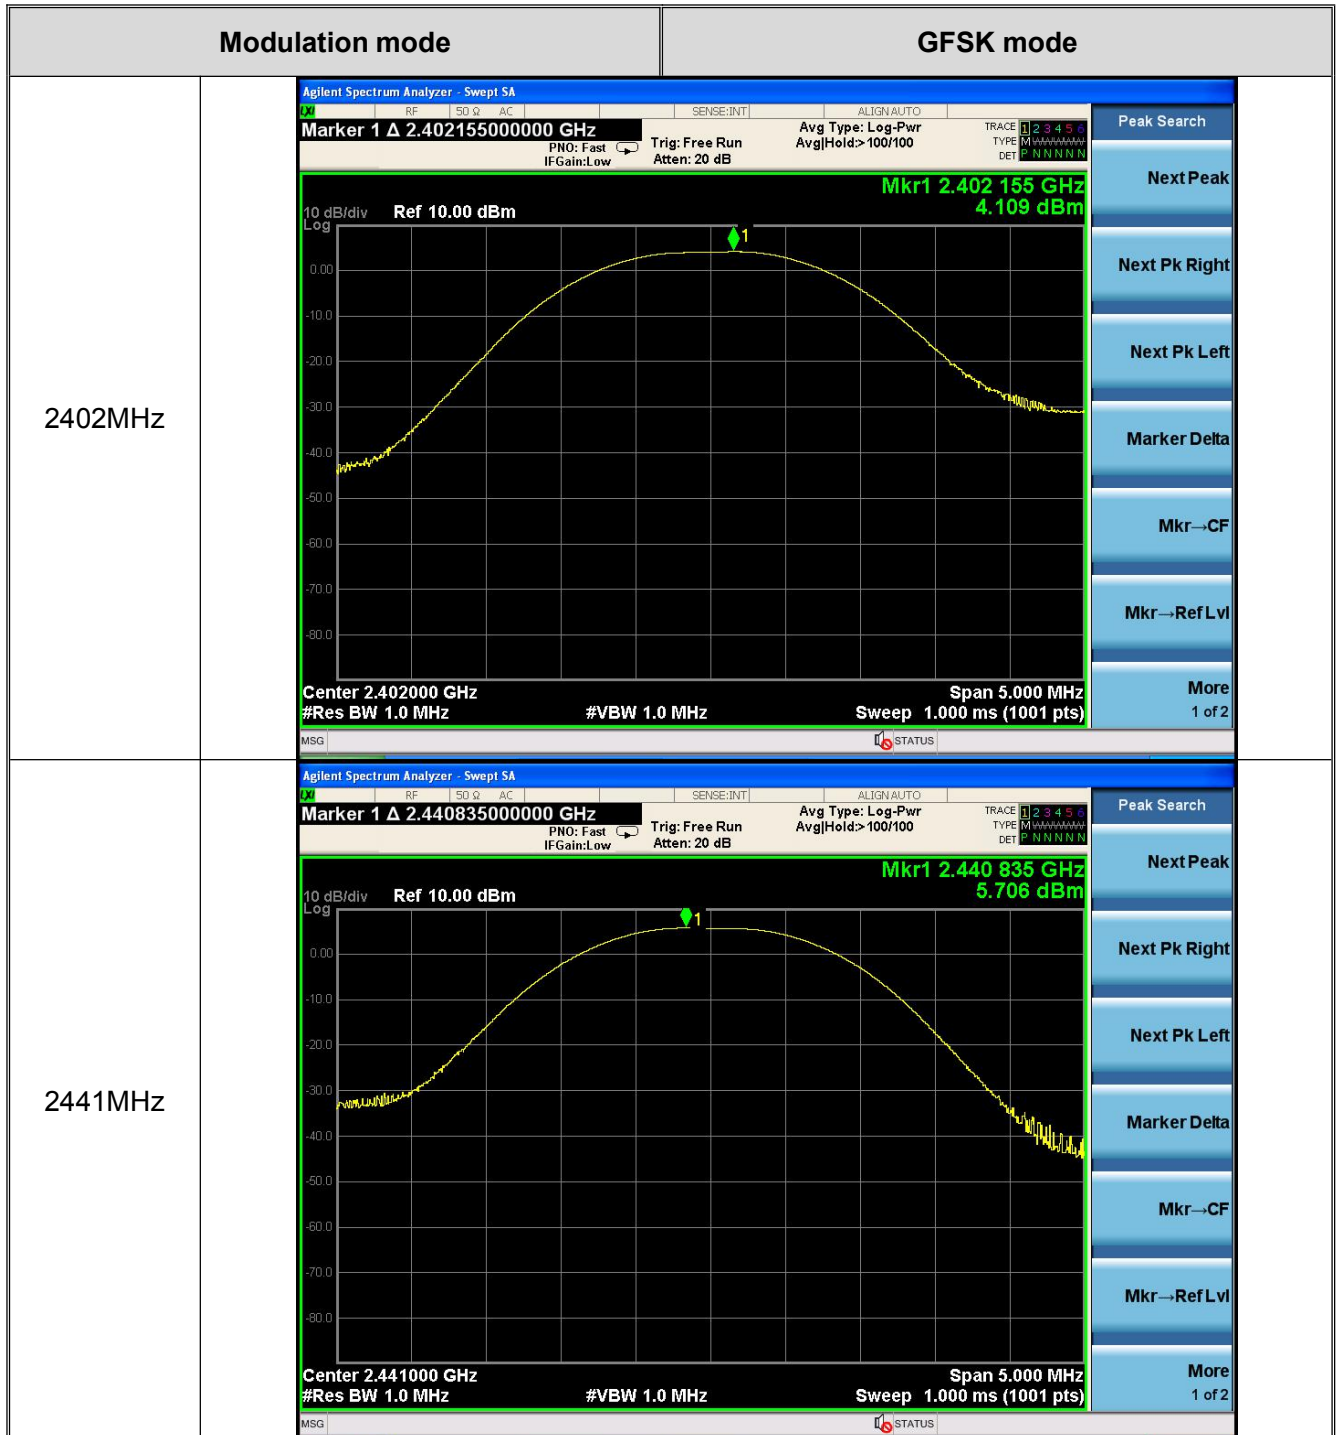 Modulation mode GFSK mode
2402MHz
Agilent Spectrum Analyzer - Swept SA
LXI RF 50 Ω AC SENSE:INT ALIGN AUTO
Marker 1 Δ 2.402155000000 GHz
PNO: Fast
IFGain:Low
Trig: Free Run
Atten: 20 dB
Avg Type: Log-Pwr
Avg|Hold:>100/100
TRACE 1 2 3 4 5 6
TYPE M WWWWW
DET P N N N N N
Mkr1 2.402 155 GHz
4.109 dBm
10 dB/div Ref 10.00 dBm
Log
1
0.00
-10.0
-20.0
-30.0
-40.0
-50.0
-60.0
-70.0
-80.0
Center 2.402000 GHz Span 5.000 MHz
#Res BW 1.0 MHz #VBW 1.0 MHz Sweep 1.000 ms (1001 pts)
MSG STATUS
Peak Search
Next Peak
Next Pk Right
Next Pk Left
Marker Delta
Mkr→CF
Mkr→Ref Lvl
More
1 of 2
2441MHz
Agilent Spectrum Analyzer - Swept SA
LXI RF 50 Ω AC SENSE:INT ALIGN AUTO
Marker 1 Δ 2.440835000000 GHz
PNO: Fast
IFGain:Low
Trig: Free Run
Atten: 20 dB
Avg Type: Log-Pwr
Avg|Hold:>100/100
TRACE 1 2 3 4 5 6
TYPE M WWWWW
DET P N N N N N
Mkr1 2.440 835 GHz
5.706 dBm
10 dB/div Ref 10.00 dBm
Log
1
0.00
-10.0
-20.0
-30.0
-40.0
-50.0
-60.0
-70.0
-80.0
Center 2.441000 GHz Span 5.000 MHz
#Res BW 1.0 MHz #VBW 1.0 MHz Sweep 1.000 ms (1001 pts)
MSG STATUS
Peak Search
Next Peak
Next Pk Right
Next Pk Left
Marker Delta
Mkr→CF
Mkr→Ref Lvl
More
1 of 2